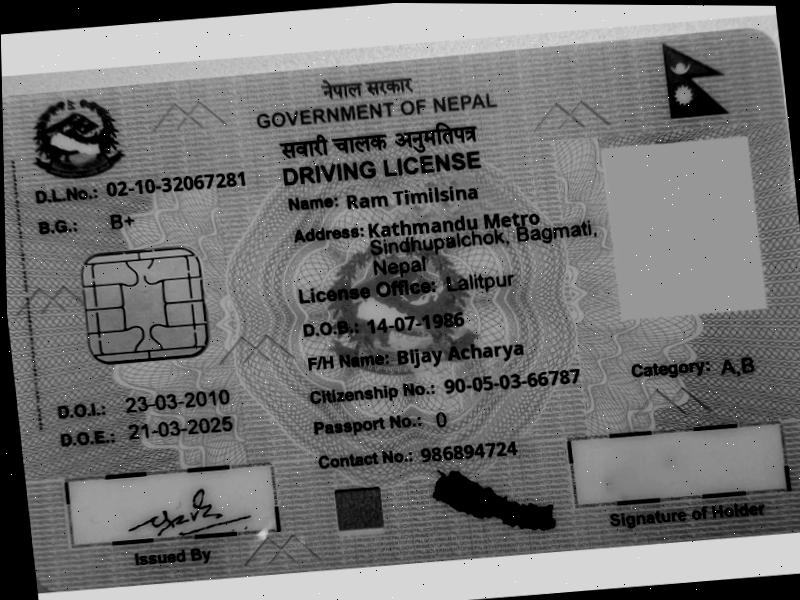 नेपाल सरकार
GOVERNMENT OF NEPAL
सवारी चालक अनुमतिपत्र
DRIVING LICENSE
D.L.No.: 02-10-32067281
B.G.: B+
Name: Ram Timilsina
Address: Kathmandu Metro
Sindhupalchok, Bagmati,
Nepal
License Office: Lalitpur
D.O.B.: 14-07-1986
F/H Name: Bijay Acharya
Citizenship No.: 90-05-03-66787
Category: A,B
D.O.I.: 23-03-2010
Passport No.: 0
D.O.E.: 21-03-2025
Contact No.: 986894724
Issued By
Signature of Holder